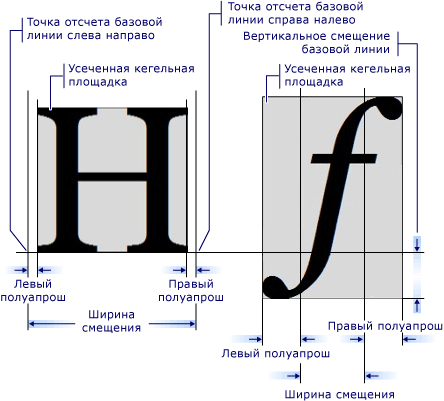 Точка отсчета базовой
линии слева направо
Точка отсчета базовой
линии справа налево
Вертикальное смещение
базовой линии
Усеченная кегельная
площадка
Усеченная кегельная
площадка
H
f
Левый
полуапрош
Правый
полуапрош
Ширина
смещения
Правый полуапрош
Левый полуапрош
Ширина смещения